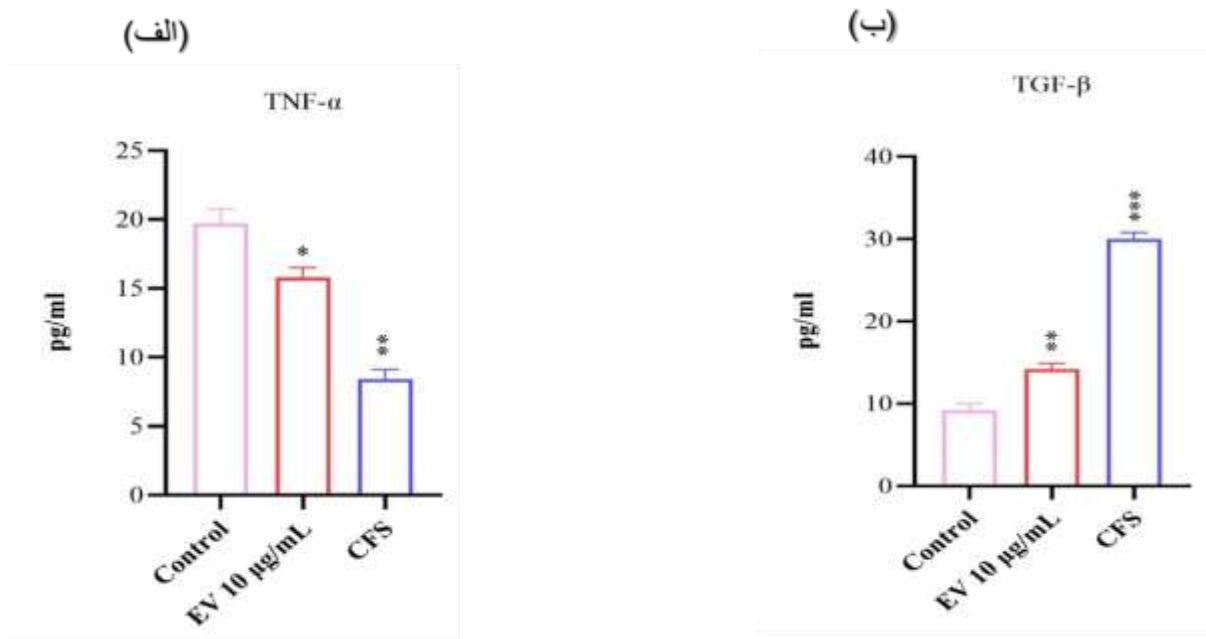 (الف)
TNF-α
25
20
15
10
5
0
pg/ml
*
**
Control
EV 10 µg/mL
CFS
(ب)
TGF-β
40
30
20
10
0
pg/ml
**
***
Control
EV 10 µg/mL
CFS